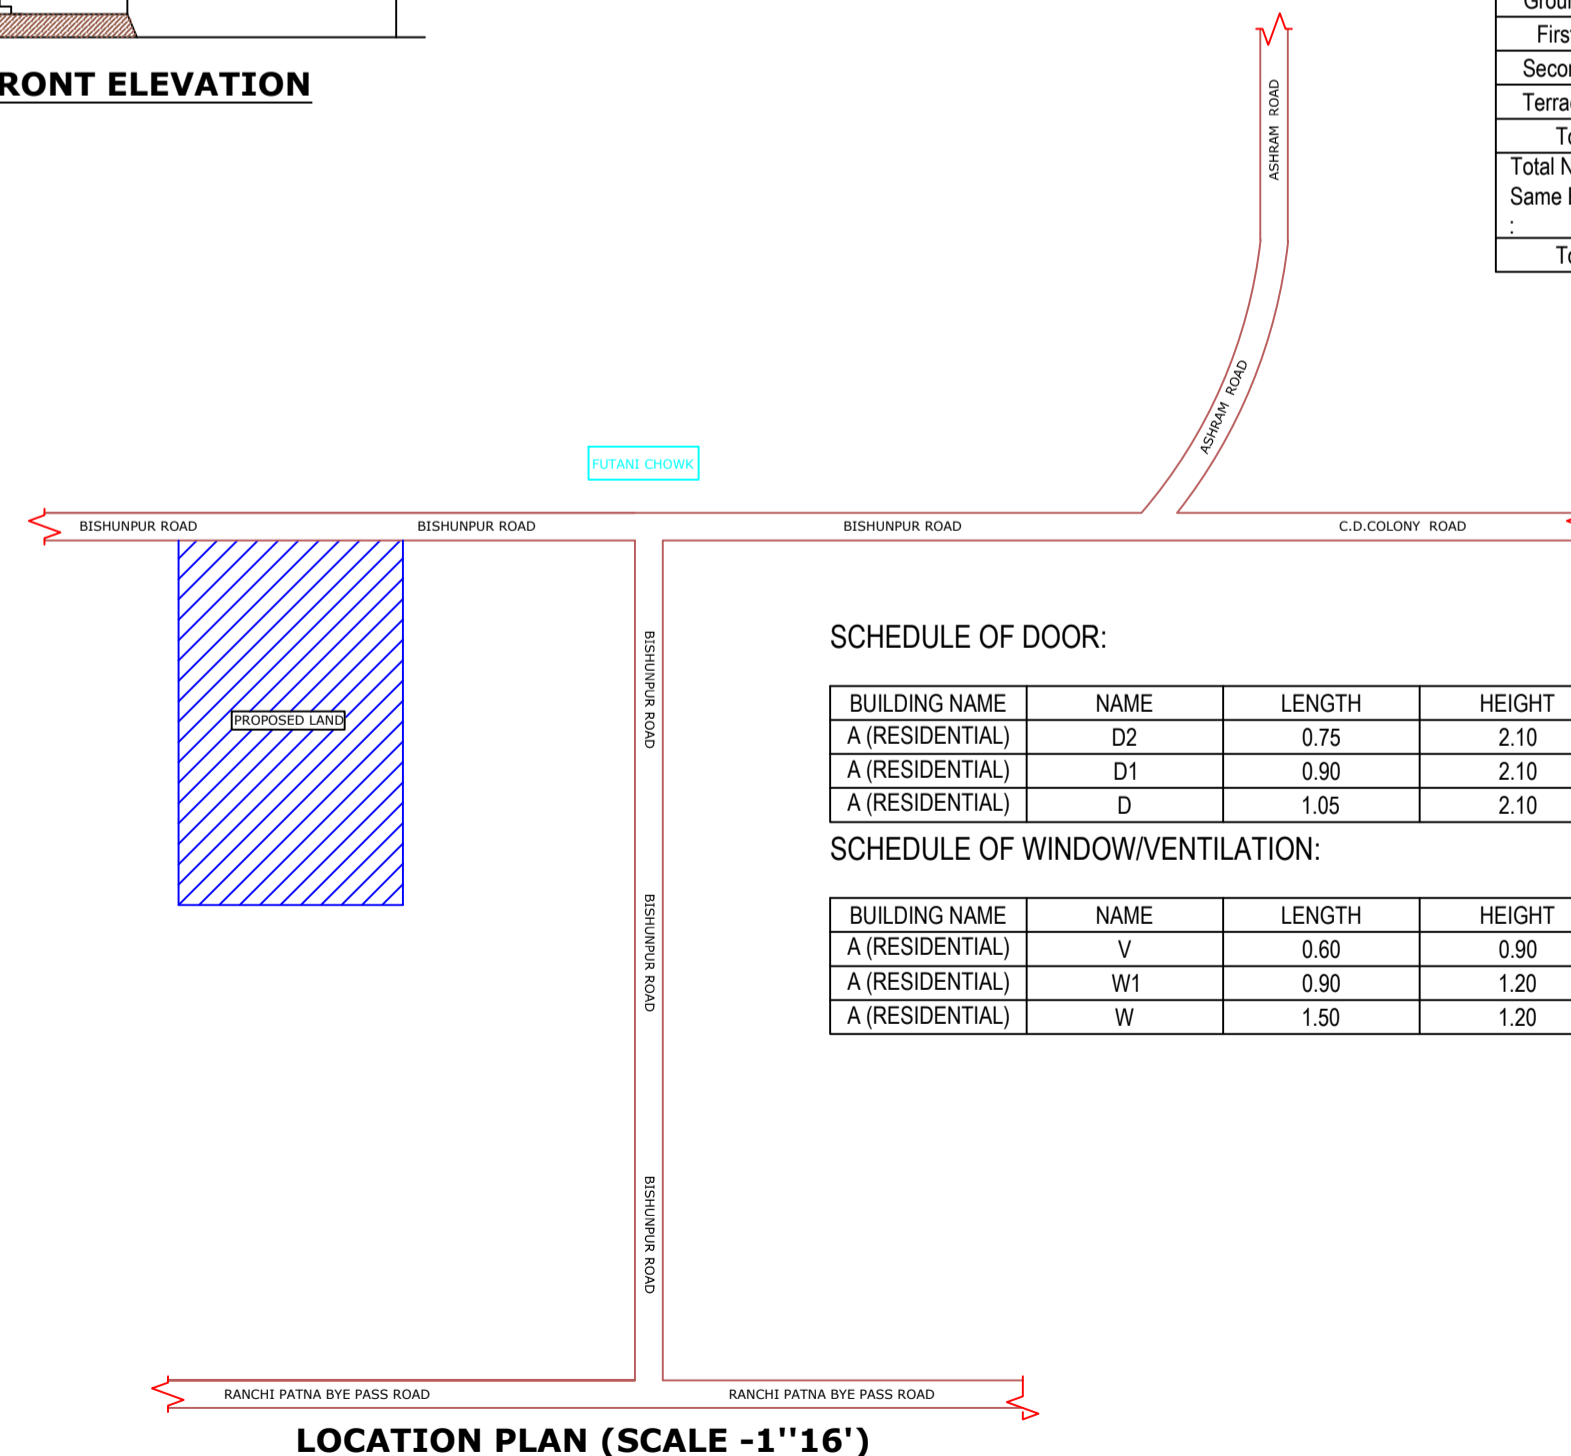 RONT ELEVATION
First
Terra
Total N
Same
:
ASHRAM ROAD
ASHRAM ROAD
FUTANI CHOWK
BISHUNPUR ROAD BISHUNPUR ROAD BISHUNPUR ROAD C.D.COLONY ROAD
PROPOSED LAND
BISHUNPUR ROAD
BISHUNPUR ROAD
BISHUNPUR ROAD
SCHEDULE OF DOOR:
BUILDING NAME NAME LENGTH HEIGHT
A (RESIDENTIAL) D2 0.75 2.10
A (RESIDENTIAL) D1 0.90 2.10
A (RESIDENTIAL) D 1.05 2.10
SCHEDULE OF WINDOW/VENTILATION:
BUILDING NAME NAME LENGTH HEIGHT
A (RESIDENTIAL) V 0.60 0.90
A (RESIDENTIAL) W1 0.90 1.20
A (RESIDENTIAL) W 1.50 1.20
RANCHI PATNA BYE PASS ROAD RANCHI PATNA BYE PASS ROAD
LOCATION PLAN (SCALE -1''16')